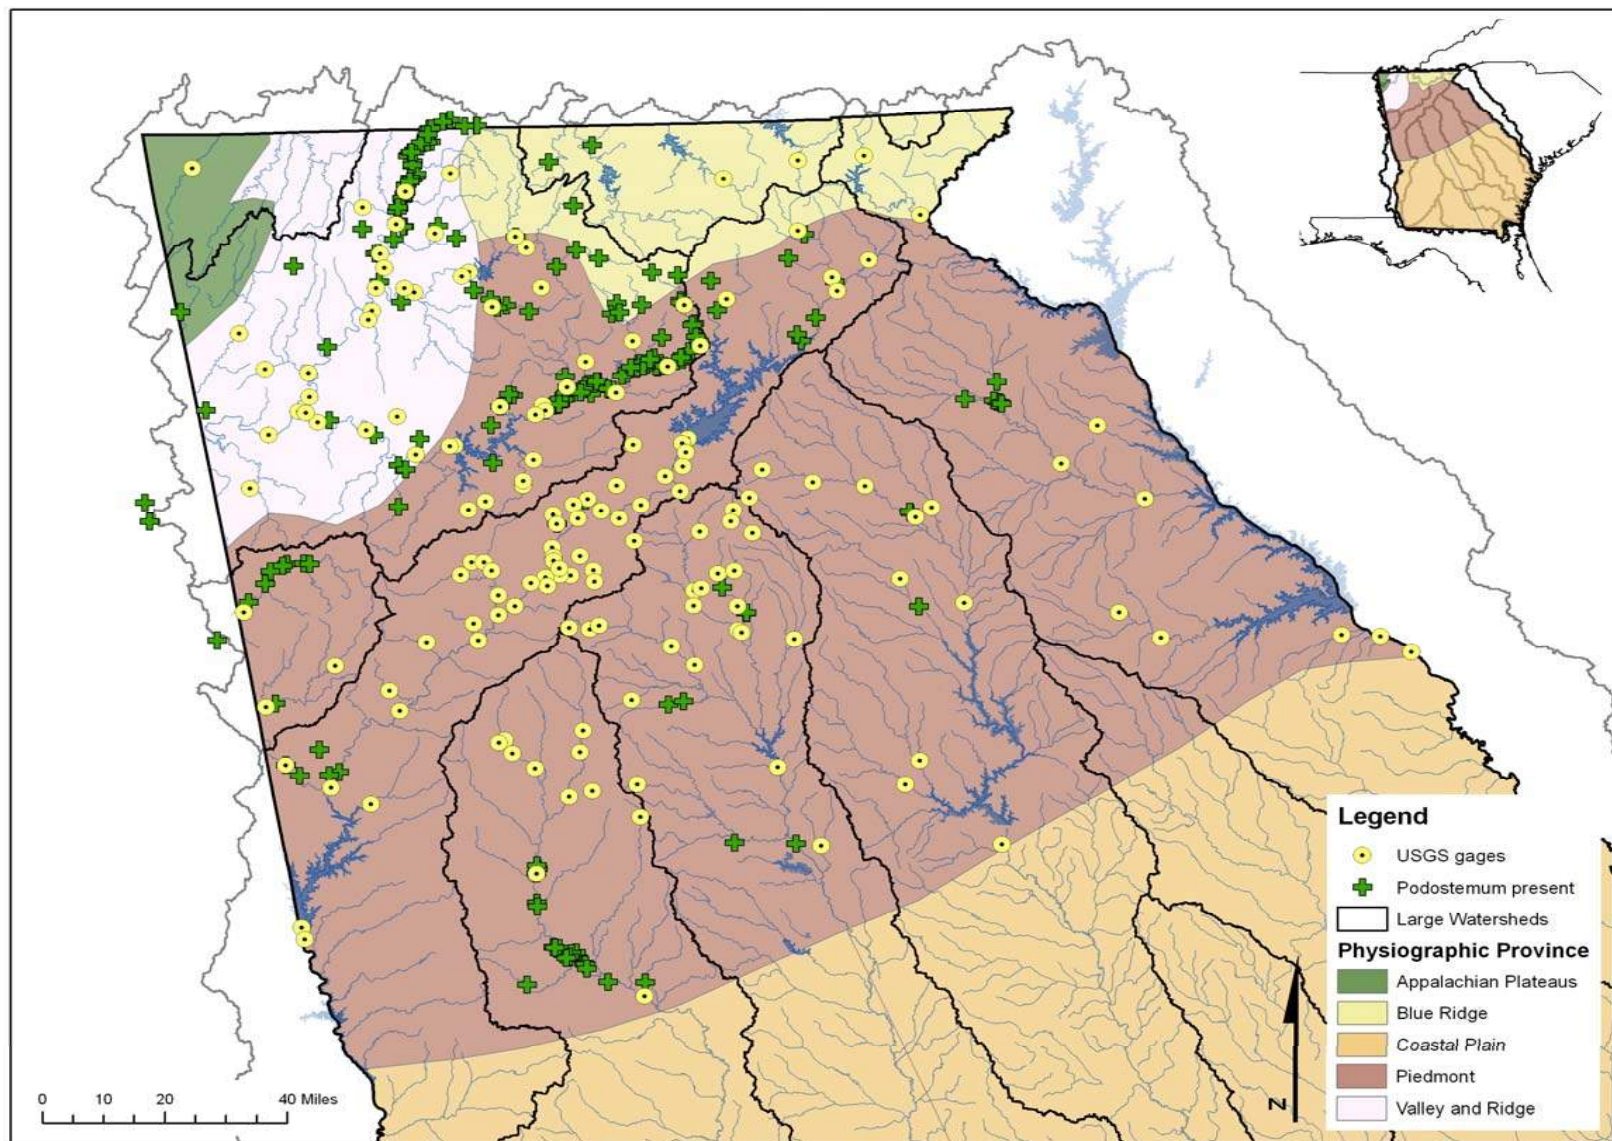 Legend
USGS gages
Podostemum present
Large Watersheds
Physiographic Province
Appalachian Plateaus
Blue Ridge
Coastal Plain
Piedmont
Valley and Ridge
N
0 10 20 40 Miles